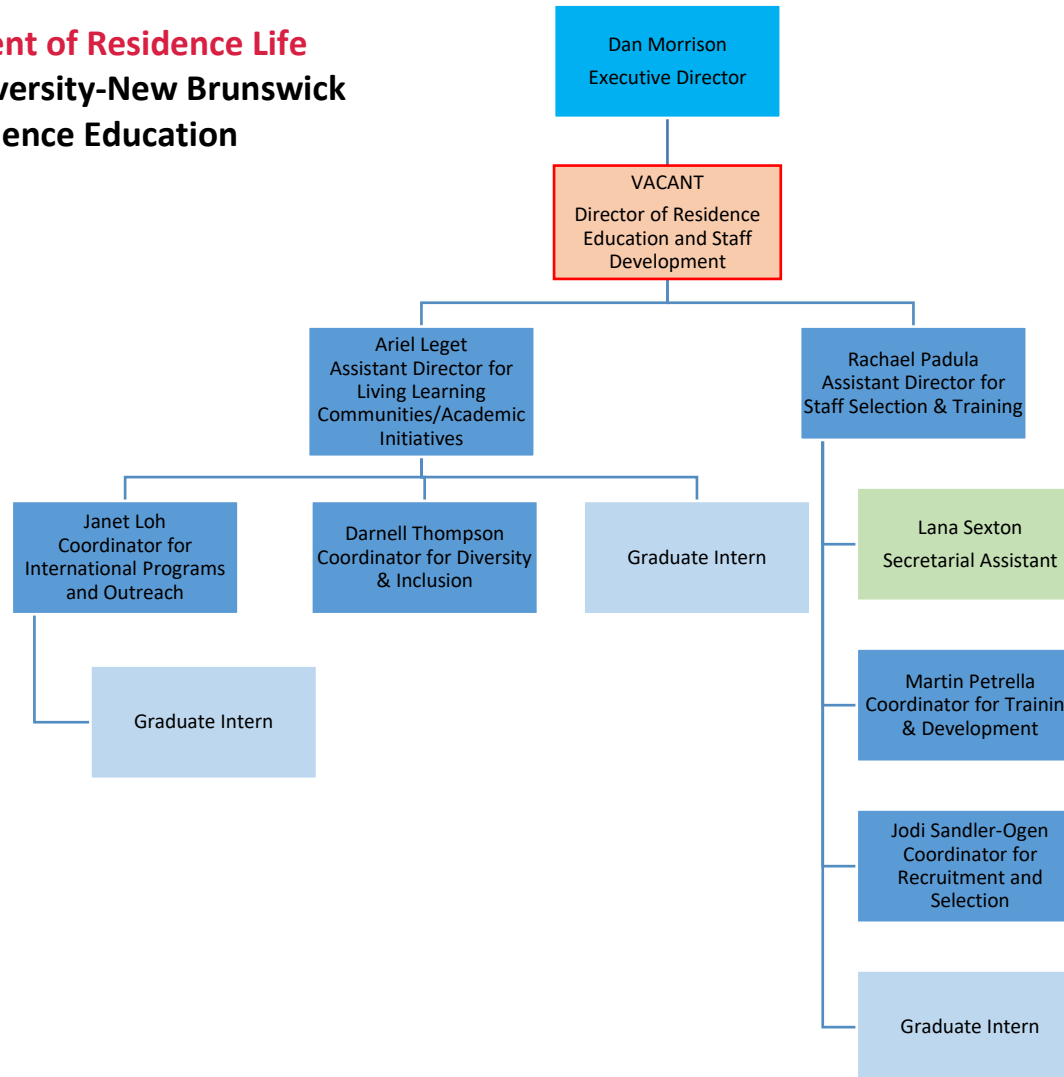 ent of Residence Life
versity-New Brunswick
ence Education
Dan Morrison
Executive Director
VACANT
Director of Residence
Education and Staff
Development
Ariel Leget
Assistant Director for
Living Learning
Communities/Academic
Initiatives
Rachael Padula
Assistant Director for
Staff Selection & Training
Janet Loh
Coordinator for
International Programs
and Outreach
Darnell Thompson
Coordinator for Diversity
& Inclusion
Graduate Intern
Graduate Intern
Lana Sexton
Secretarial Assistant
Martin Petrella
Coordinator for Trainin
& Development
Jodi Sandler-Ogen
Coordinator for
Recruitment and
Selection
Graduate Intern